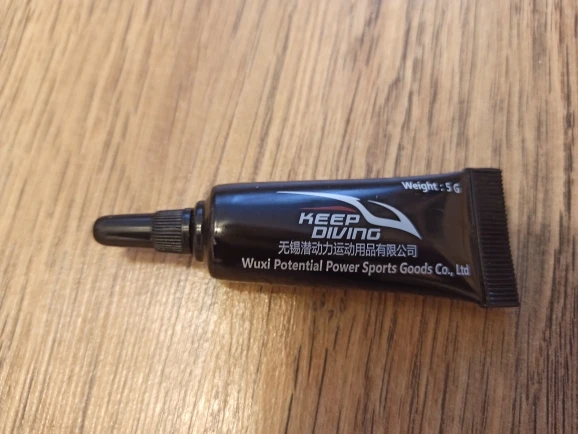 Weight : 5 G
KEEP
DIVING
无锡潜动力运动用品有限公司
Wuxi Potential Power Sports Goods Co., Ltd